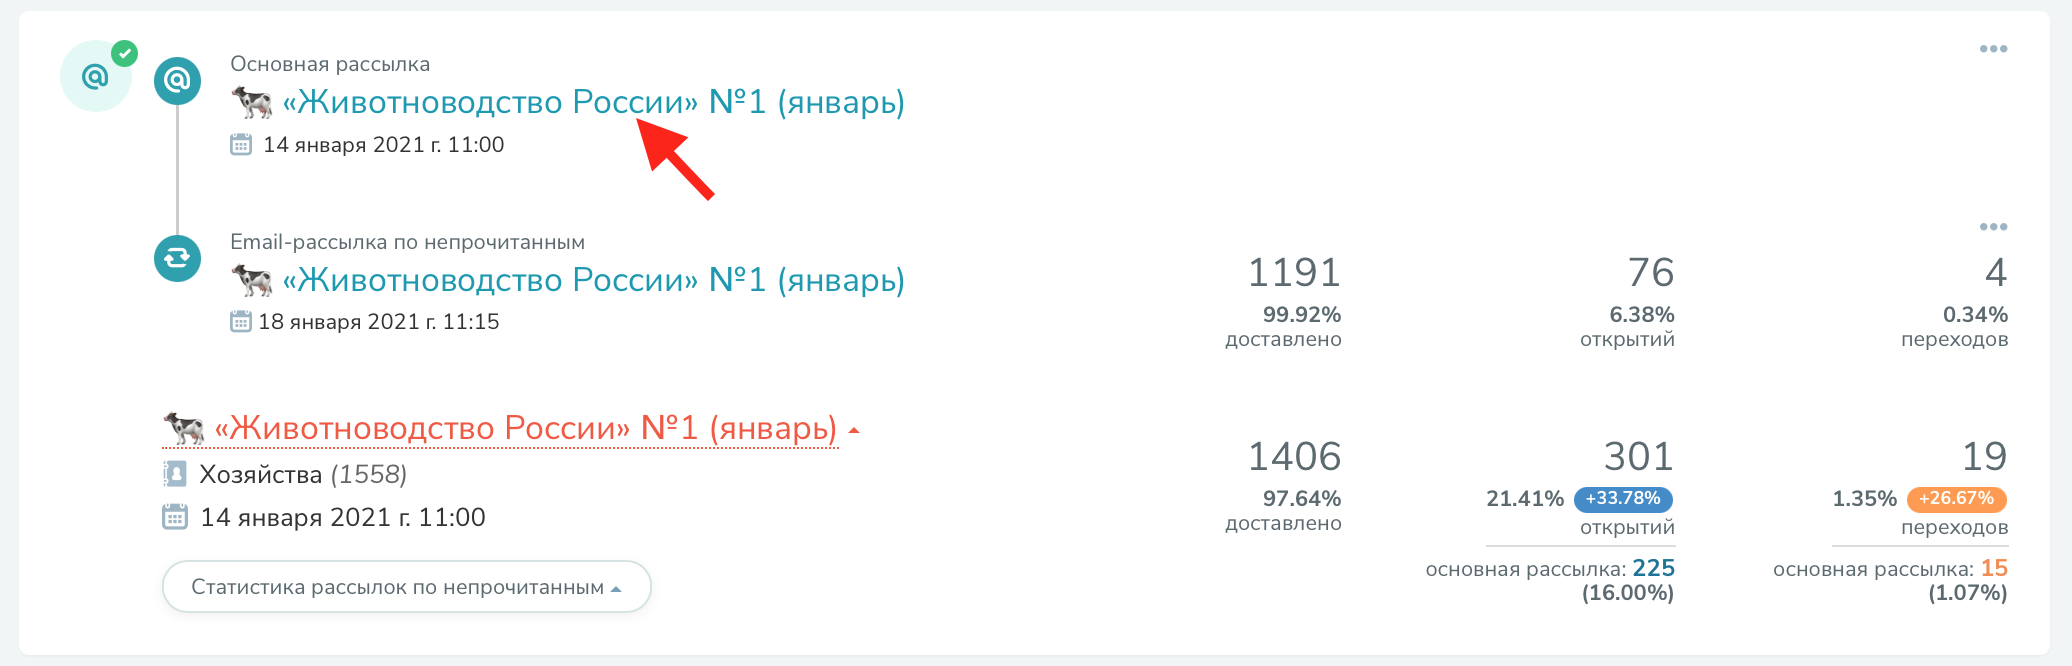 Основная рассылка
«Животноводство России» №1 (январь)
14 января 2021 г. 11:00
Email-рассылка по непрочитанным
«Животноводство России» №1 (январь)
18 января 2021 г. 11:15
1191
99.92%
доставлено
76
6.38%
открытий
4
0.34%
переходов
«Животноводство России» №1 (январь)
Хозяйства (1558)
14 января 2021 г. 11:00
Статистика рассылок по непрочитанным
1406
97.64%
доставлено
301
21.41% +33.78%
открытий
основная рассылка: 225
(16.00%)
19
1.35% +26.67%
переходов
основная рассылка: 15
(1.07%)